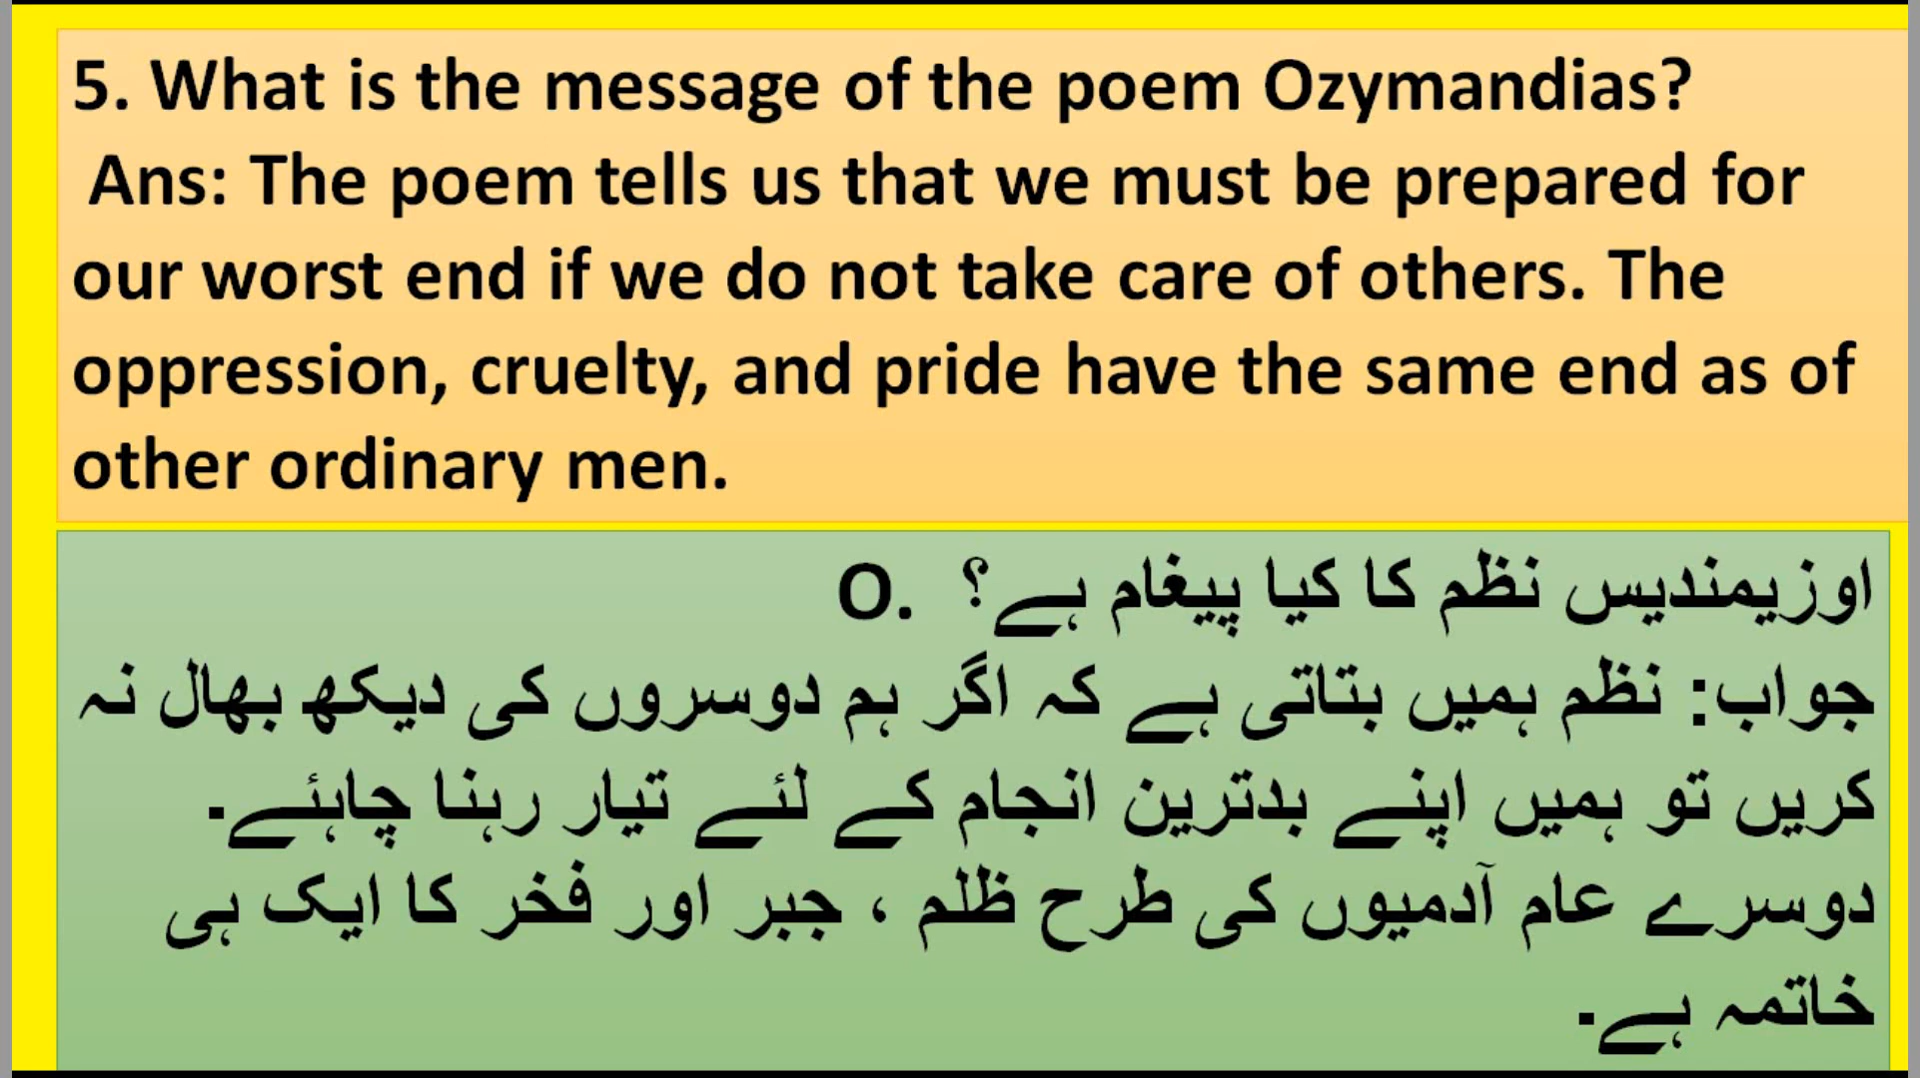 5. What is the message of the poem Ozymandias?
Ans: The poem tells us that we must be prepared for
our worst end if we do not take care of others. The
oppression, cruelty, and pride have the same end as of
other ordinary men.
اوزیمندیس نظم کا کیا پیغام ہے؟ O.
جواب: نظم ہمیں بتاتی ہے کہ اگر ہم دوسروں کی دیکھ بھال نہ
کریں تو ہمیں اپنے بدترین انجام کے لئے تیار رہنا چاہئے۔
دوسرے عام آدمیوں کی طرح ظلم ، جبر اور فخر کا ایک ہی
خاتمہ ہے۔